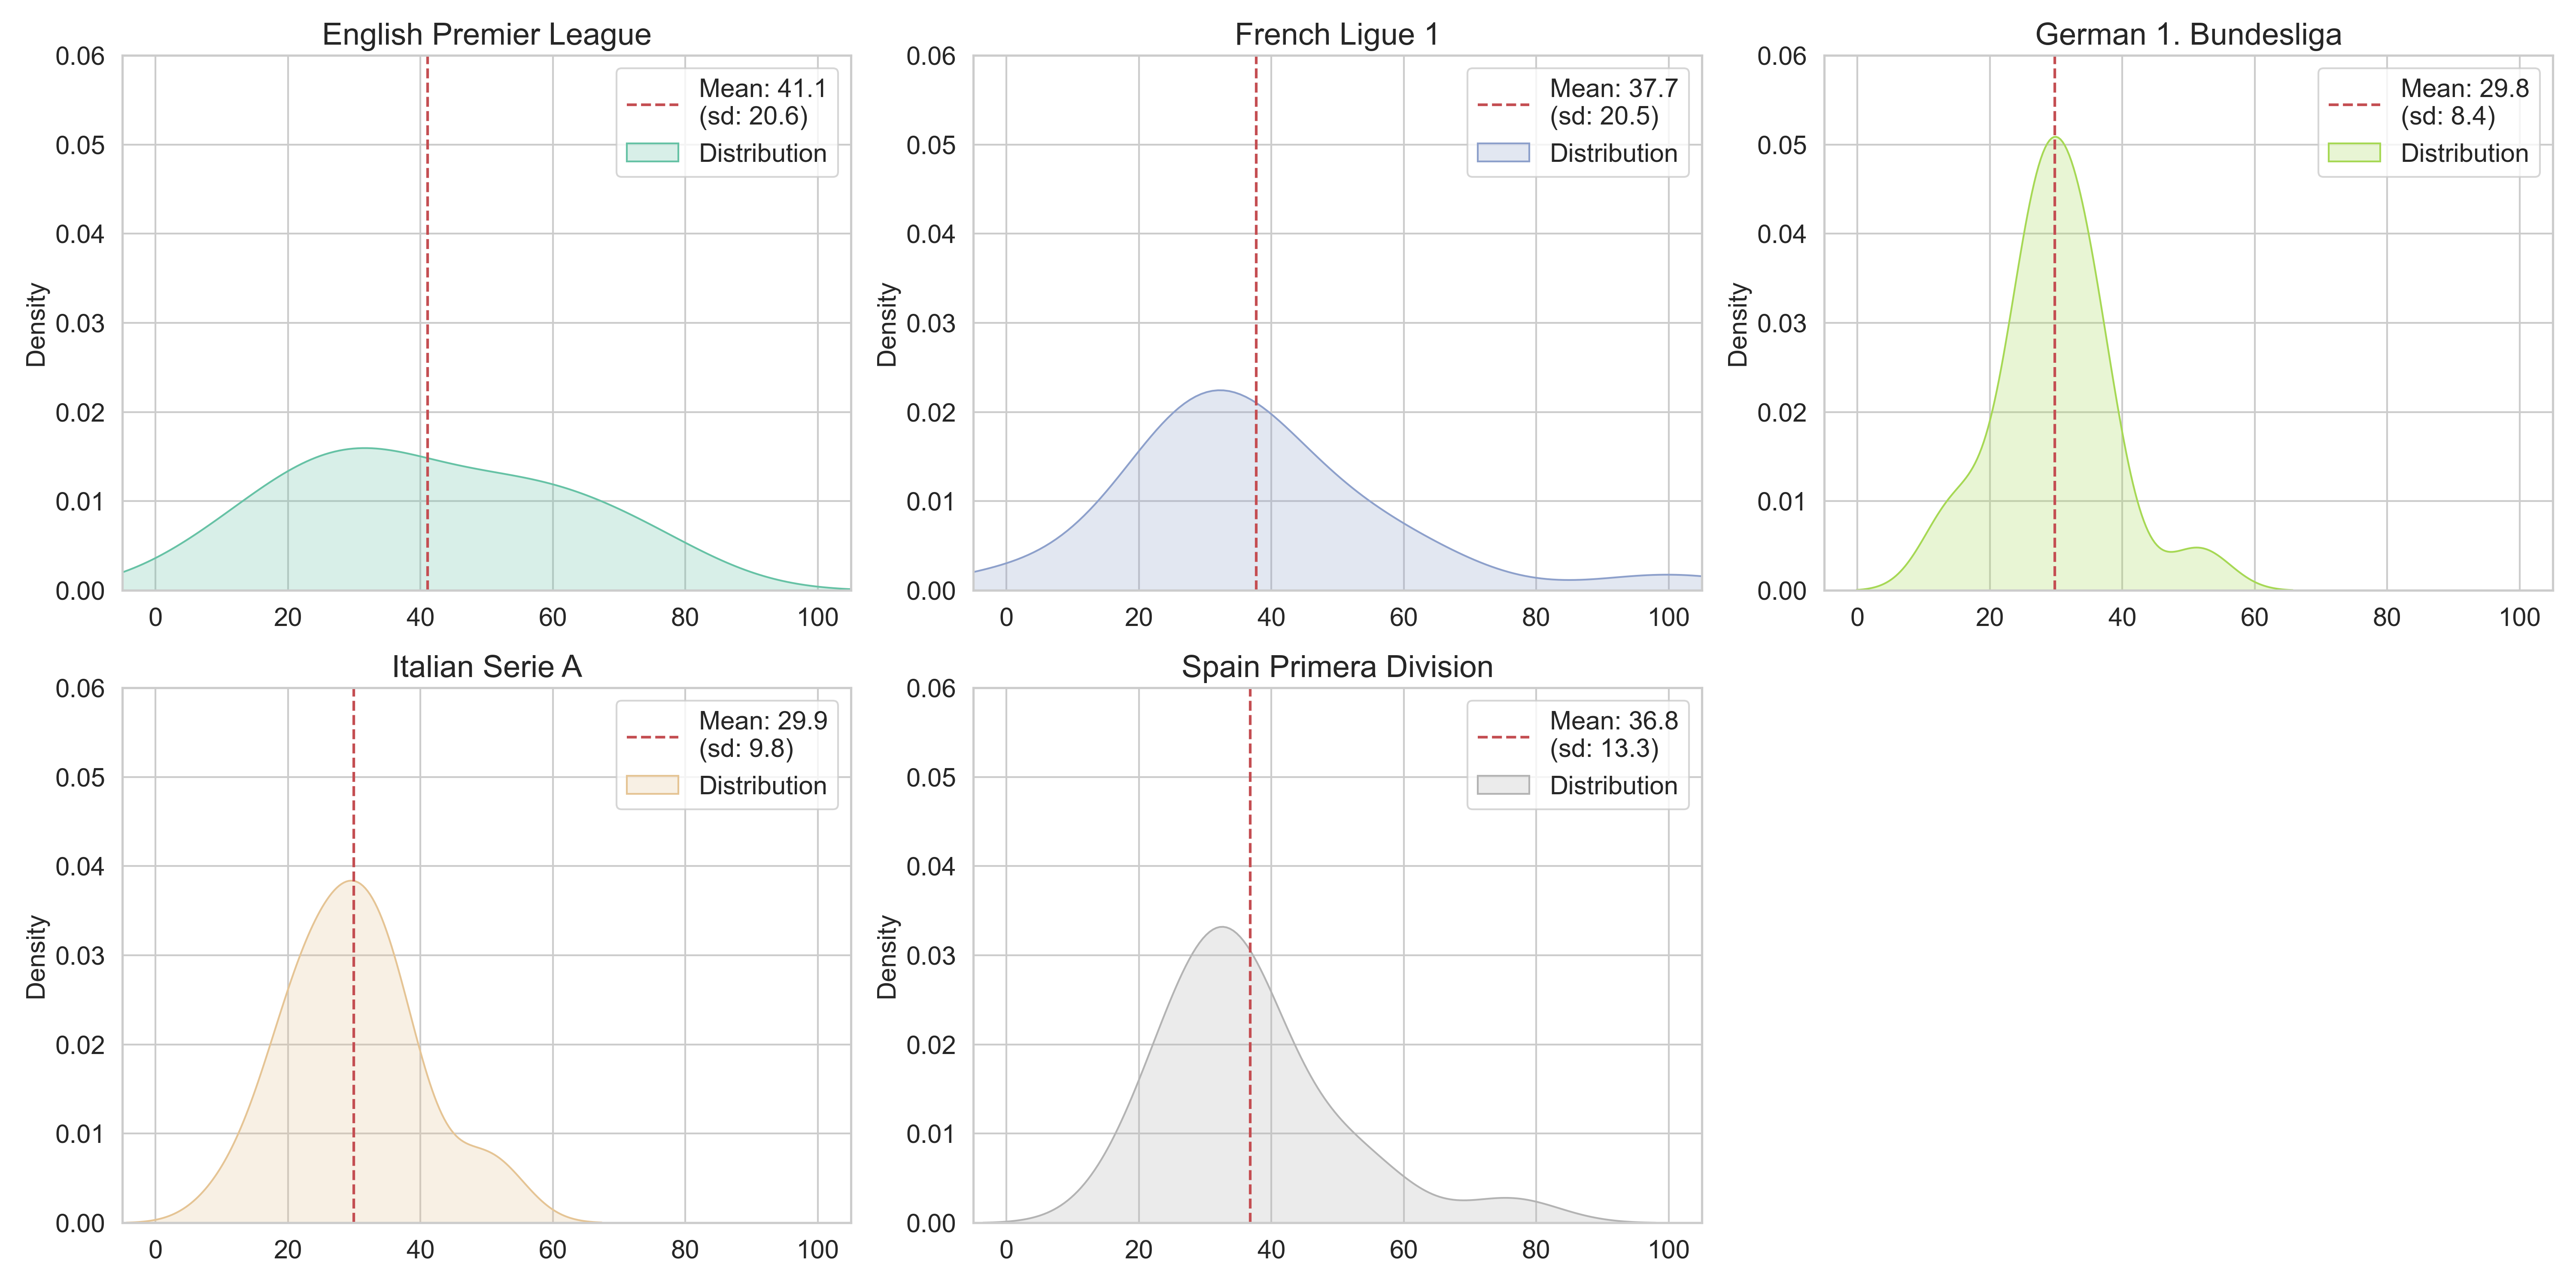 English Premier League
0.06
0.05
0.04
0.03
0.02
0.01
0.00
Density
0 20 40 60 80 100
Mean: 41.1
(sd: 20.6)
Distribution
French Ligue 1
0.06
0.05
0.04
0.03
0.02
0.01
0.00
Density
0 20 40 60 80 100
Mean: 37.7
(sd: 20.5)
Distribution
German 1. Bundesliga
0.06
0.05
0.04
0.03
0.02
0.01
0.00
Density
0 20 40 60 80 100
Mean: 29.8
(sd: 8.4)
Distribution
Italian Serie A
0.06
0.05
0.04
0.03
0.02
0.01
0.00
Density
0 20 40 60 80 100
Mean: 29.9
(sd: 9.8)
Distribution
Spain Primera Division
0.06
0.05
0.04
0.03
0.02
0.01
0.00
Density
0 20 40 60 80 100
Mean: 36.8
(sd: 13.3)
Distribution